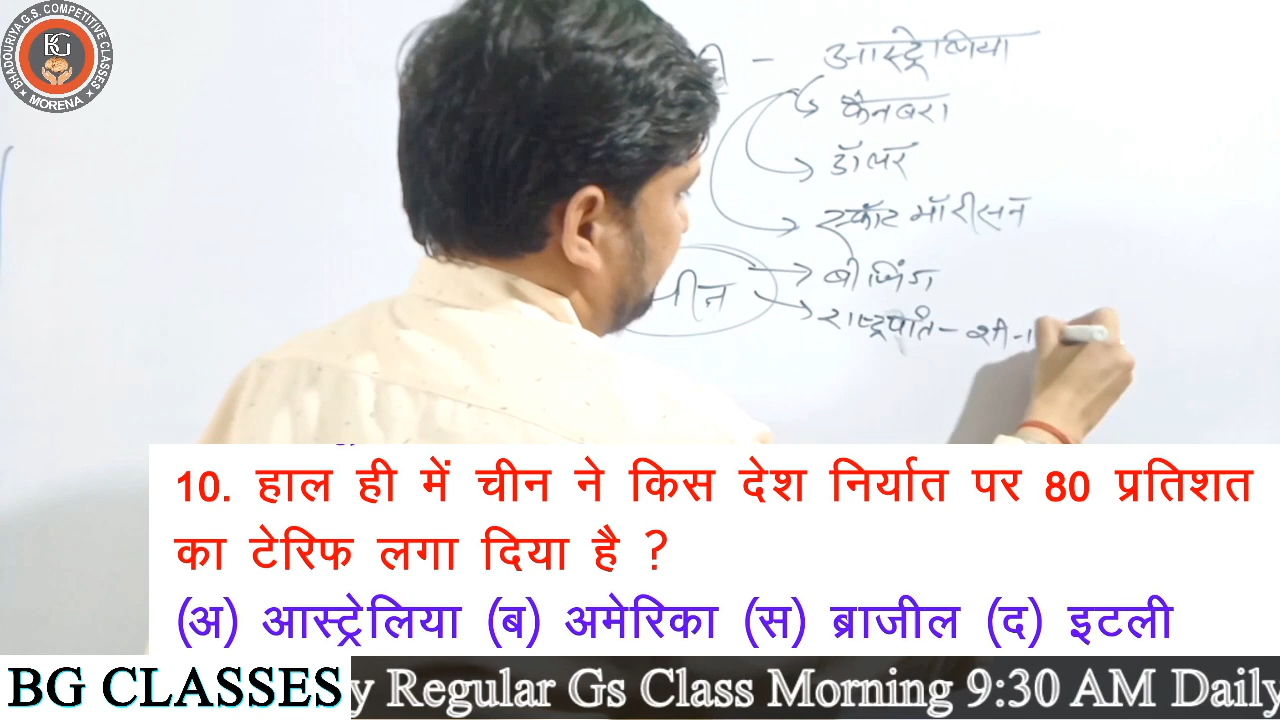 BHADOURIYA G.S. COMPETITIVE CLASSES
BG
★ MORENA ★
- आस्ट्रेलिया
कैनबरा
डॉलर
स्कॉट मॉरीसन
चीन
बीजिंग
राष्ट्रपति - शी -
10. हाल ही में चीन ने किस देश निर्यात पर 80 प्रतिशत
का टेरिफ लगा दिया है ?
(अ) आस्ट्रेलिया (ब) अमेरिका (स) ब्राजील (द) इटली
BG CLASSES
y Regular Gs Class Morning 9:30 AM Daily